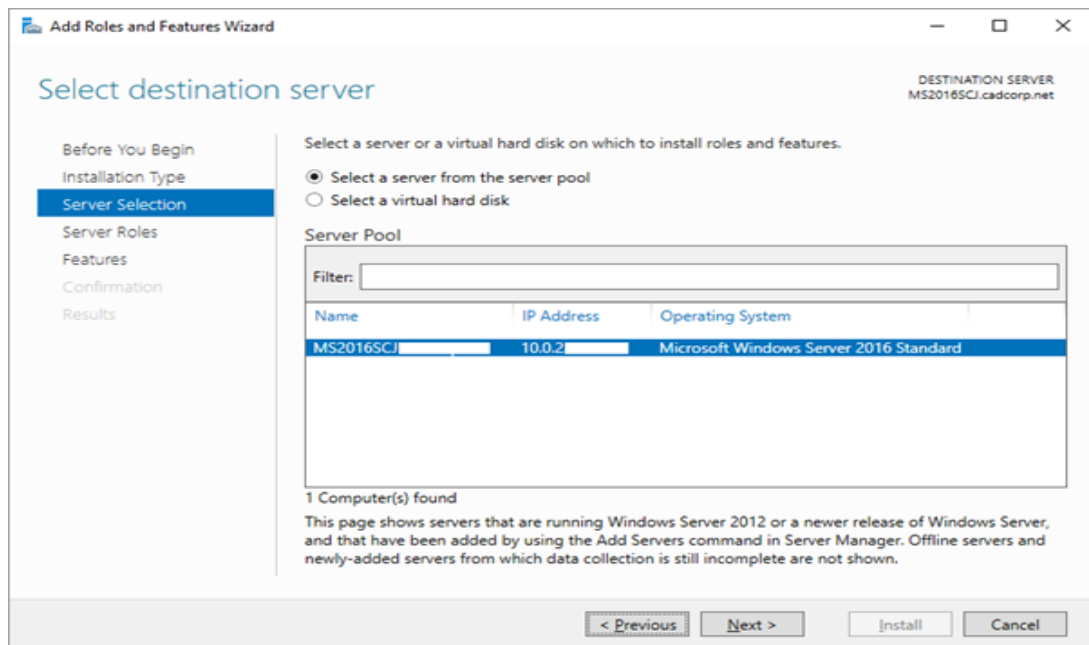 Add Roles and Features Wizard
Select destination server
DESTINATION SERVER
MS2016SCJ.cadcorp.net
Before You Begin
Installation Type
Server Selection
Server Roles
Features
Confirmation
Results
Select a server or a virtual hard disk on which to install roles and features.
Select a server from the server pool
Select a virtual hard disk
Server Pool
Filter:
Name IP Address Operating System
MS2016SCJ 10.0.2 Microsoft Windows Server 2016 Standard
1 Computer(s) found
This page shows servers that are running Windows Server 2012 or a newer release of Windows Server,
and that have been added by using the Add Servers command in Server Manager. Offline servers and
newly-added servers from which data collection is still incomplete are not shown.
< Previous Next > Install Cancel